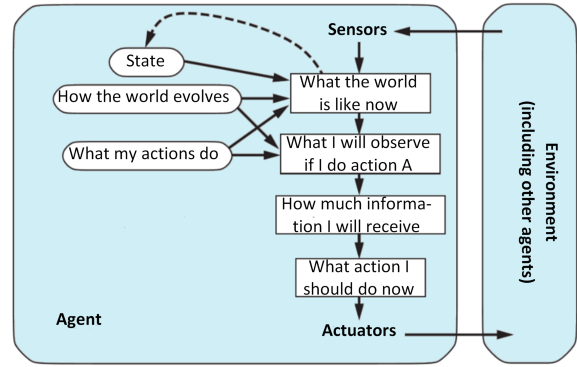 Sensors
State
What the world
is like now
How the world evolves
What I will observe
if I do action A
What my actions do
How much informa-
tion I will receive
What action I
should do now
Agent
Actuators
Environment
(including other agents)